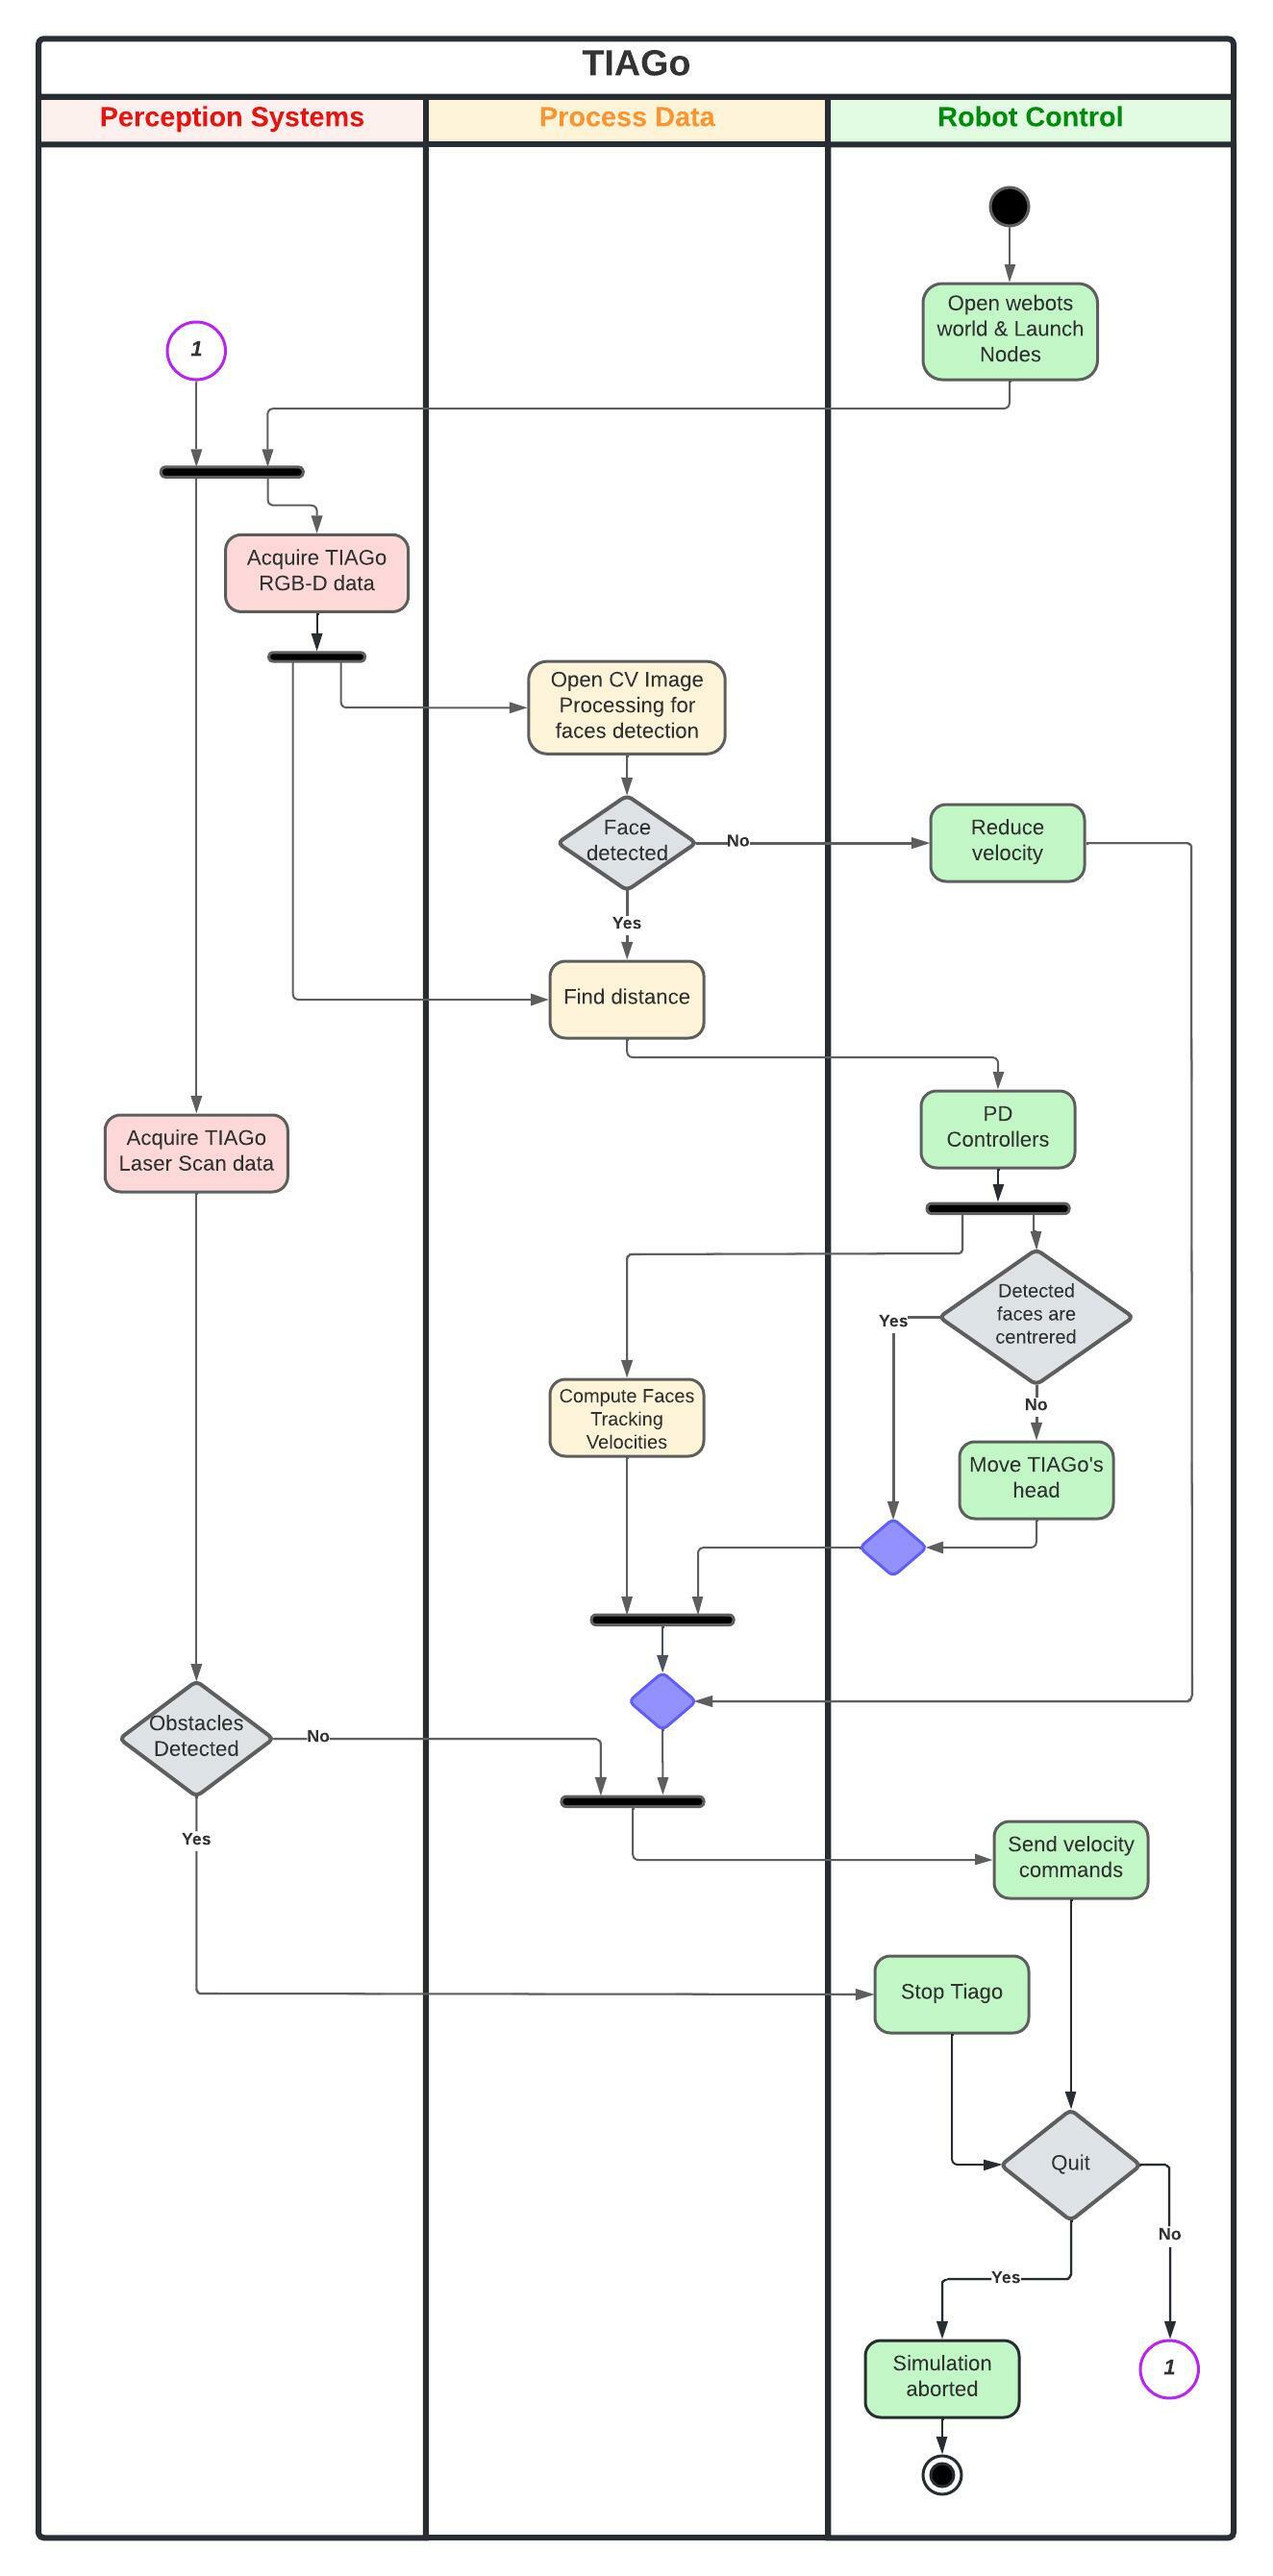 TIAGo
Perception Systems
Process Data
Robot Control
Open webots
world & Launch
Nodes
1
Acquire TIAGo
RGB-D data
Open CV Image
Processing for
faces detection
Face
detected
No
Reduce
velocity
Yes
Find distance
PD
Controllers
Acquire TIAGo
Laser Scan data
Detected
faces are
centrered
Yes
No
Compute Faces
Tracking
Velocities
Move TIAGo's
head
Obstacles
Detected
No
Yes
Send velocity
commands
Stop Tiago
Quit
No
Yes
Simulation
aborted
1